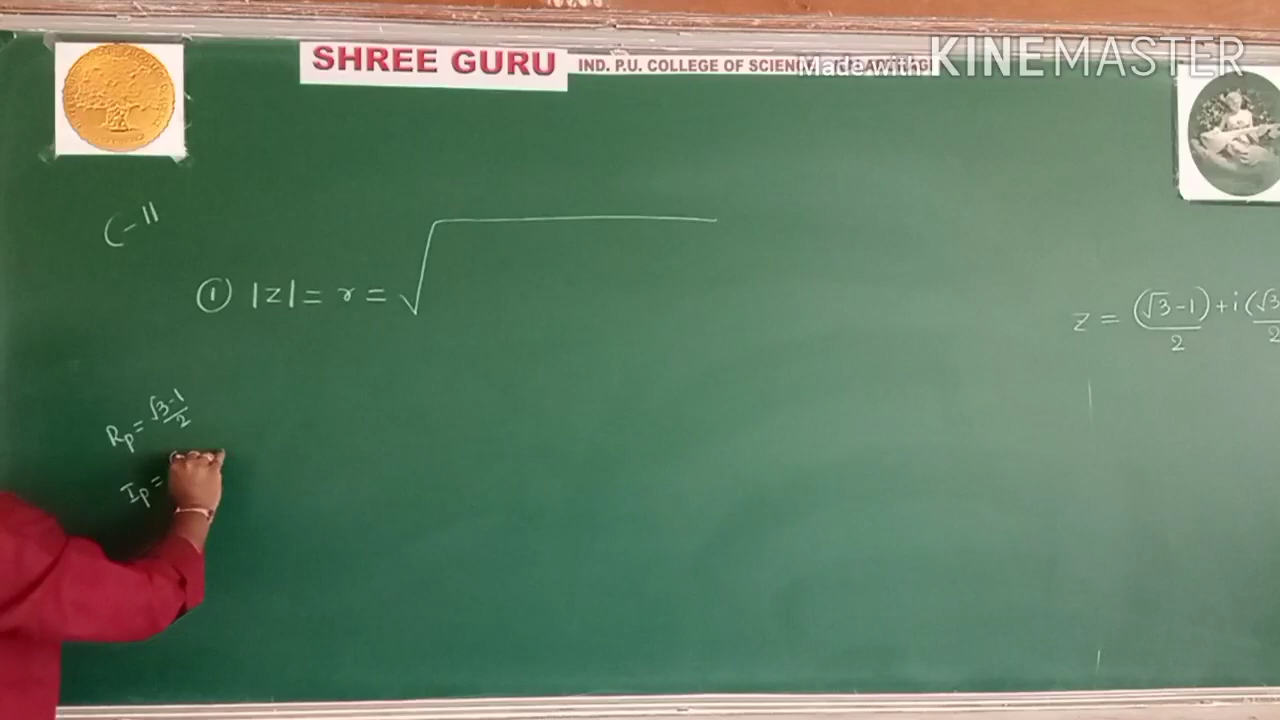 SHREE GURU
IND. P.U. COLLEGE OF SCIENCE
Made with KINEMASTER
C-11
① |z| = r = √
z = (√3-1)/2 + i(√3
2
Rp = √3-1/2
Ip =